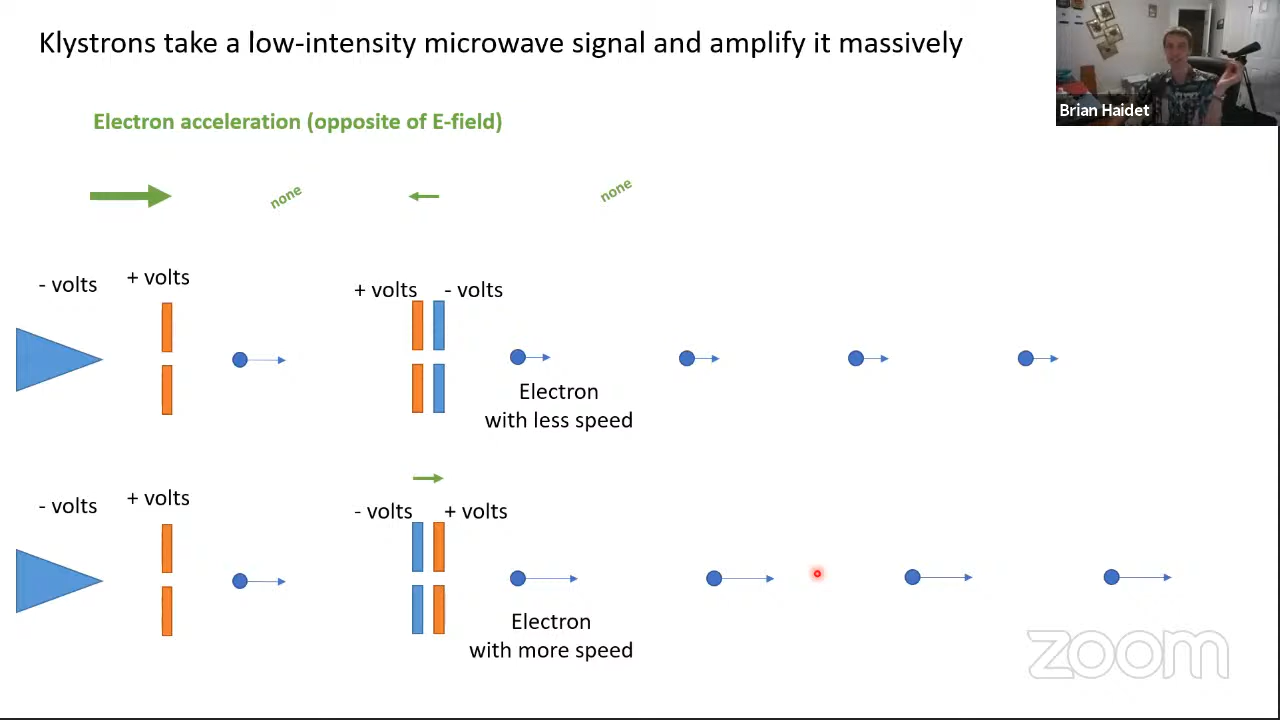 Klystrons take a low-intensity microwave signal and amplify it massively
Brian Haidet
Electron acceleration (opposite of E-field)
none
none
- volts
+ volts
+ volts
- volts
Electron
with less speed
- volts
+ volts
- volts
+ volts
Electron
with more speed
zoom